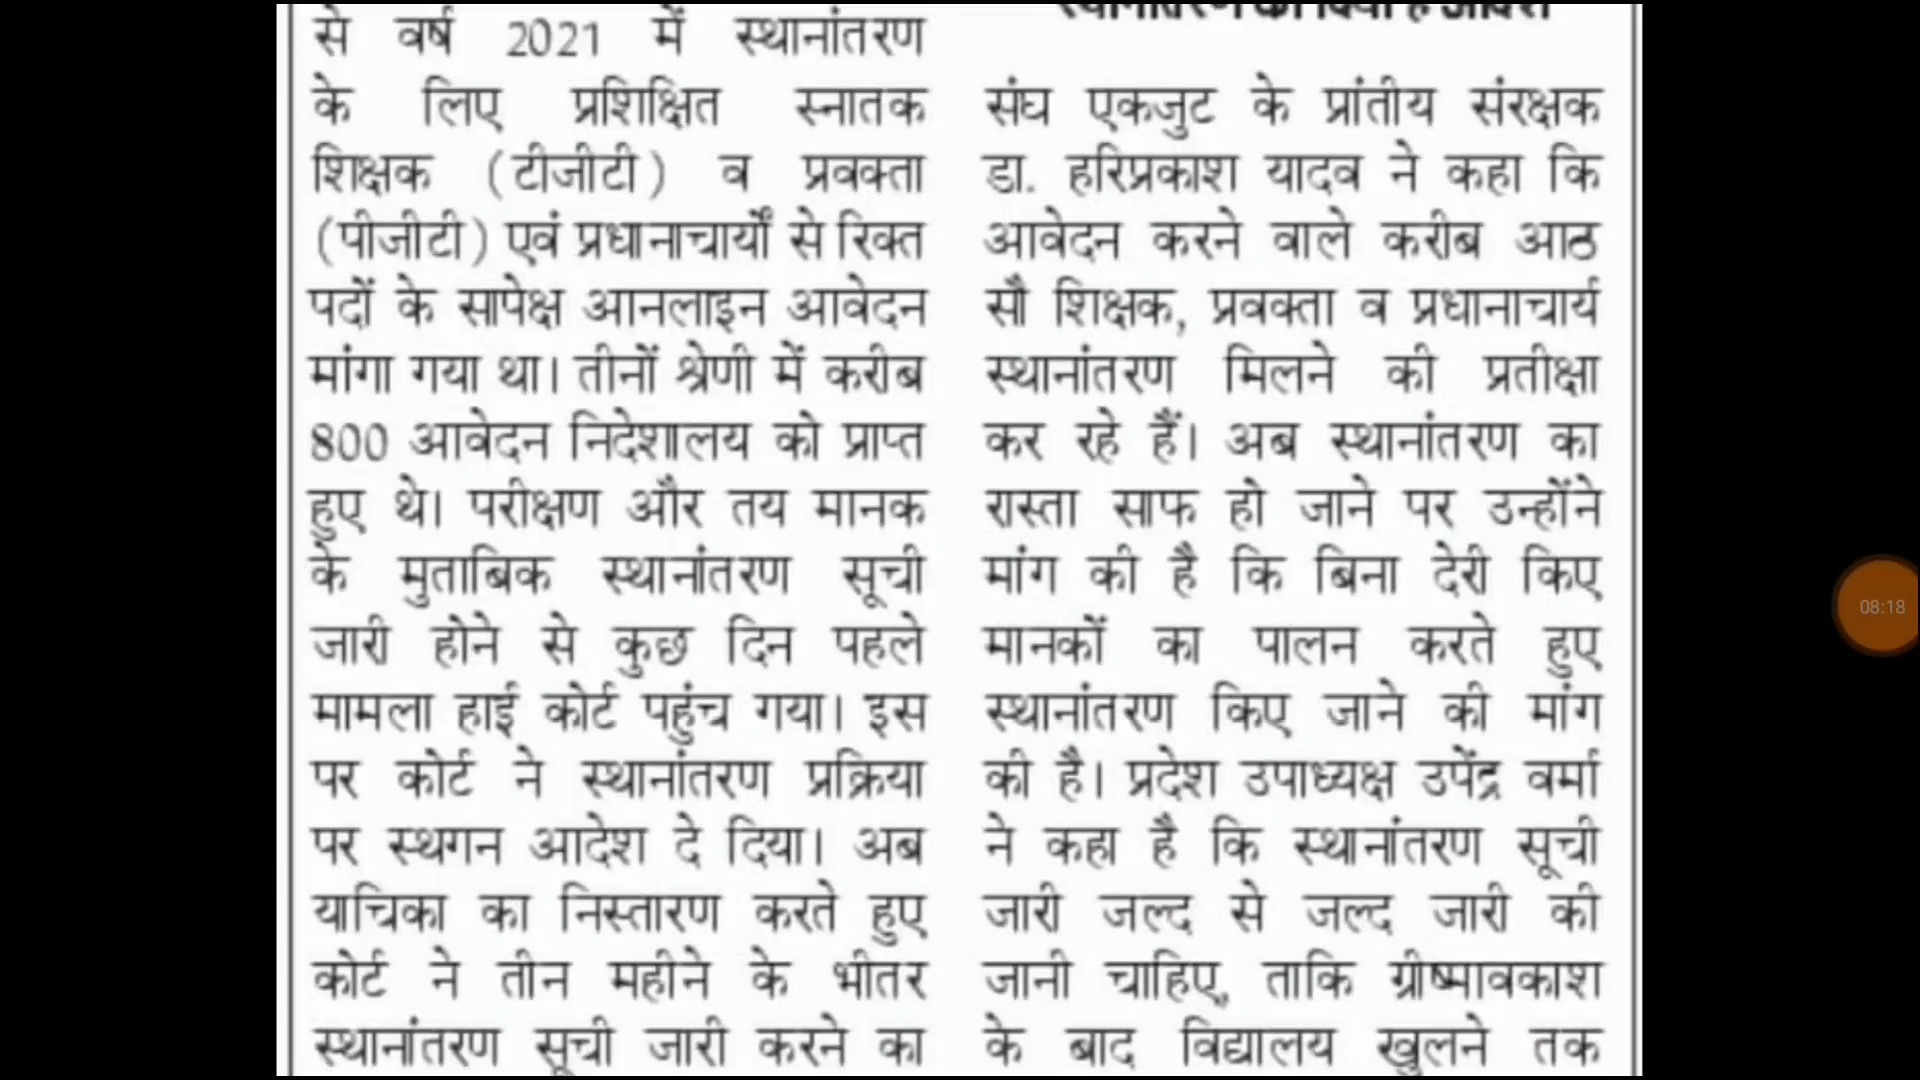 से वर्ष 2021 में स्थानांतरण
के लिए प्रशिक्षित स्नातक
शिक्षक (टीजीटी) व प्रवक्ता
(पीजीटी) एवं प्रधानाचार्यों से रिक्त
पदों के सापेक्ष आनलाइन आवेदन
मांगा गया था। तीनों श्रेणी में करीब
800 आवेदन निदेशालय को प्राप्त
हुए थे। परीक्षण और तय मानक
के मुताबिक स्थानांतरण सूची
जारी होने से कुछ दिन पहले
मामला हाई कोर्ट पहुंच गया। इस
पर कोर्ट ने स्थानांतरण प्रक्रिया
पर स्थगन आदेश दे दिया। अब
याचिका का निस्तारण करते हुए
कोर्ट ने तीन महीने के भीतर
स्थानांतरण सूची जारी करने का
स्थानांतरण का दिया है आदेश
संघ एकजुट के प्रांतीय संरक्षक
डा. हरिप्रकाश यादव ने कहा कि
आवेदन करने वाले करीब आठ
सौ शिक्षक, प्रवक्ता व प्रधानाचार्य
स्थानांतरण मिलने की प्रतीक्षा
कर रहे हैं। अब स्थानांतरण का
रास्ता साफ हो जाने पर उन्होंने
मांग की है कि बिना देरी किए
मानकों का पालन करते हुए
स्थानांतरण किए जाने की मांग
की है। प्रदेश उपाध्यक्ष उपेंद्र वर्मा
ने कहा है कि स्थानांतरण सूची
जारी जल्द से जल्द जारी की
जानी चाहिए, ताकि ग्रीष्मावकाश
के बाद विद्यालय खुलने तक
08:18